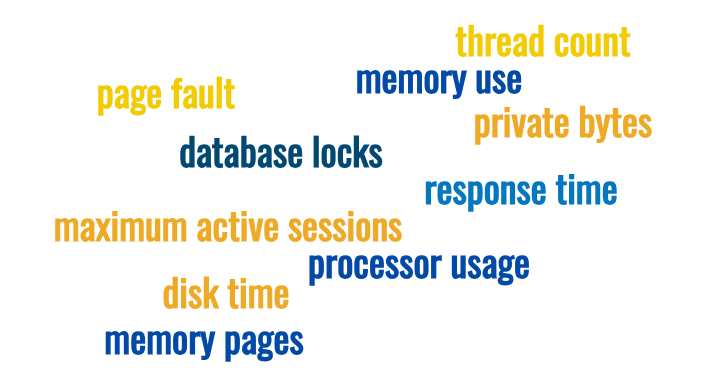 thread count
memory use
page fault
private bytes
database locks
response time
maximum active sessions
processor usage
disk time
memory pages